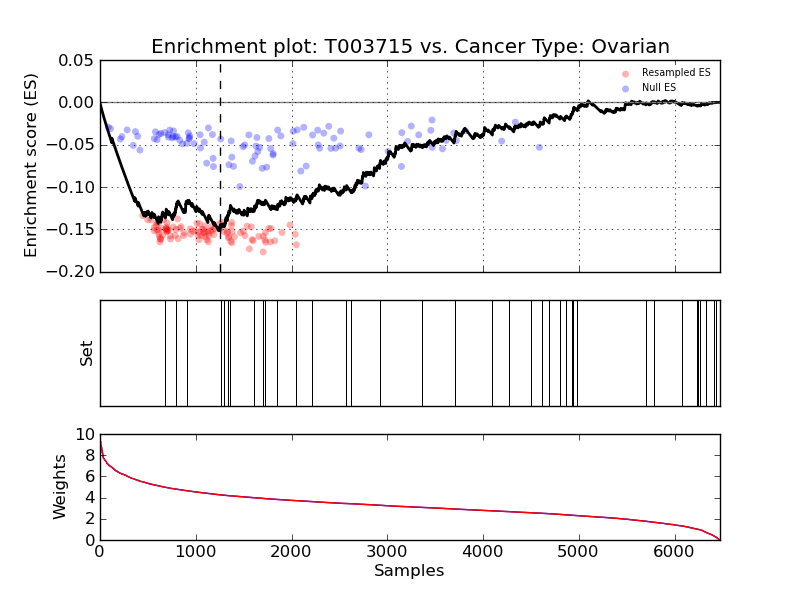 Enrichment plot: T003715 vs. Cancer Type: Ovarian
Enrichment score (ES)
0.05
0.00
−0.05
−0.10
−0.15
−0.20
Resampled ES
Null ES
Set
Weights
10
8
6
4
2
0
0 1000 2000 3000 4000 5000 6000
Samples